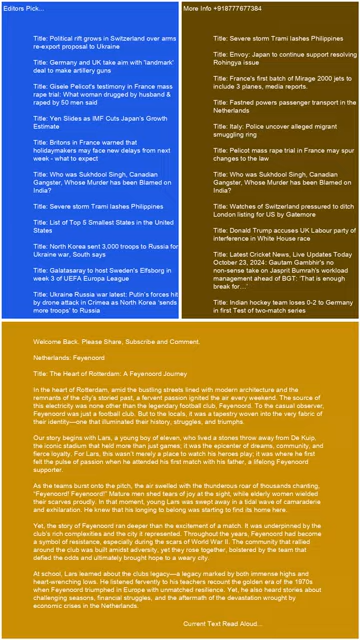 Editors Pick...
Title: Political rift grows in Switzerland over arms
re-export proposal to Ukraine
Title: Germany and UK take aim with 'landmark'
deal to make artillery guns
Title: Gisele Pelicot's testimony in France mass
rape trial: What woman drugged by husband &
raped by 50 men said
Title: Yen Slides as IMF Cuts Japan's Growth
Estimate
Title: Britons in France warned that
holidaymakers may face new delays from next
week - what to expect
Title: Who was Sukhdool Singh, Canadian
Gangster, Whose Murder has been Blamed on
India?
Title: Severe storm Trami lashes Philippines
Title: List of Top 5 Smallest States in the United
States
Title: North Korea sent 3,000 troops to Russia for
Ukraine war, South says
Title: Galatasaray to host Sweden's Elfsborg in
week 3 of UEFA Europa League
Title: Ukraine Russia war latest: Putin's forces hit
by drone attack in Crimea as North Korea 'sends
more troops' to Russia
More Info +918777677384
Title: Severe storm Trami lashes Philippines
Title: Envoy: Japan to continue support resolving
Rohingya issue
Title: France's first batch of Mirage 2000 jets to
include 3 planes, media reports.
Title: Fastned powers passenger transport in the
Netherlands
Title: Italy: Police uncover alleged migrant
smuggling ring
Title: Pelicot mass rape trial in France may spur
changes to the law
Title: Who was Sukhdool Singh, Canadian
Gangster, Whose Murder has been Blamed on
India?
Title: Watches of Switzerland pressured to ditch
London listing for US by Gatemore
Title: Donald Trump accuses UK Labour party of
interference in White House race
Title: Latest Cricket News, Live Updates Today
October 23, 2024: Gautam Gambhir's no
non-sense take on Jasprit Bumrah's workload
management ahead of BGT: 'That is enough
break for…'
Title: Indian hockey team loses 0-2 to Germany
in first Test of two-match series
Welcome Back. Please Share, Subscribe and Comment.
Netherlands: Feyenoord
Title: The Heart of Rotterdam: A Feyenoord Journey
In the heart of Rotterdam, amid the bustling streets lined with modern architecture and the
remnants of the city's storied past, a fervent passion ignited the air every weekend. The source of
this electricity was none other than the legendary football club, Feyenoord. To the casual observer,
Feyenoord was just a football club. But to the locals, it was a tapestry woven into the very fabric of
their identity—one that illuminated their history, struggles, and triumphs.
Our story begins with Lars, a young boy of eleven, who lived a stones throw away from De Kuip,
the iconic stadium that held more than just games; it was the epicenter of dreams, community, and
fierce loyalty. For Lars, this wasn't merely a place to watch his heroes play; it was where he first
felt the pulse of passion when he attended his first match with his father, a lifelong Feyenoord
supporter.
As the teams burst onto the pitch, the air swelled with the thunderous roar of thousands chanting,
"Feyenoord! Feyenoord!" Mature men shed tears of joy at the sight, while elderly women wielded
their scarves proudly. In that moment, young Lars was swept away in a tidal wave of camaraderie
and exhilaration. He knew that his longing to belong was starting to find its home here.
Yet, the story of Feyenoord ran deeper than the excitement of a match. It was underpinned by the
club's rich complexities and the city it represented. Throughout the years, Feyenoord had become
a symbol of resistance, especially during the scars of World War II. The community that rallied
around the club was built amidst adversity, yet they rose together, bolstered by the team that
defied the odds and ultimately brought hope to a weary city.
At school, Lars learned about the clubs legacy—a legacy marked by both immense highs and
heart-wrenching lows. He listened fervently to his teachers recount the golden era of the 1970s
when Feyenoord triumphed in Europe with unmatched resilience. Yet, he also heard stories about
challenging seasons, financial struggles, and the aftermath of the devastation wrought by
economic crises in the Netherlands.
Current Text Read Aloud...